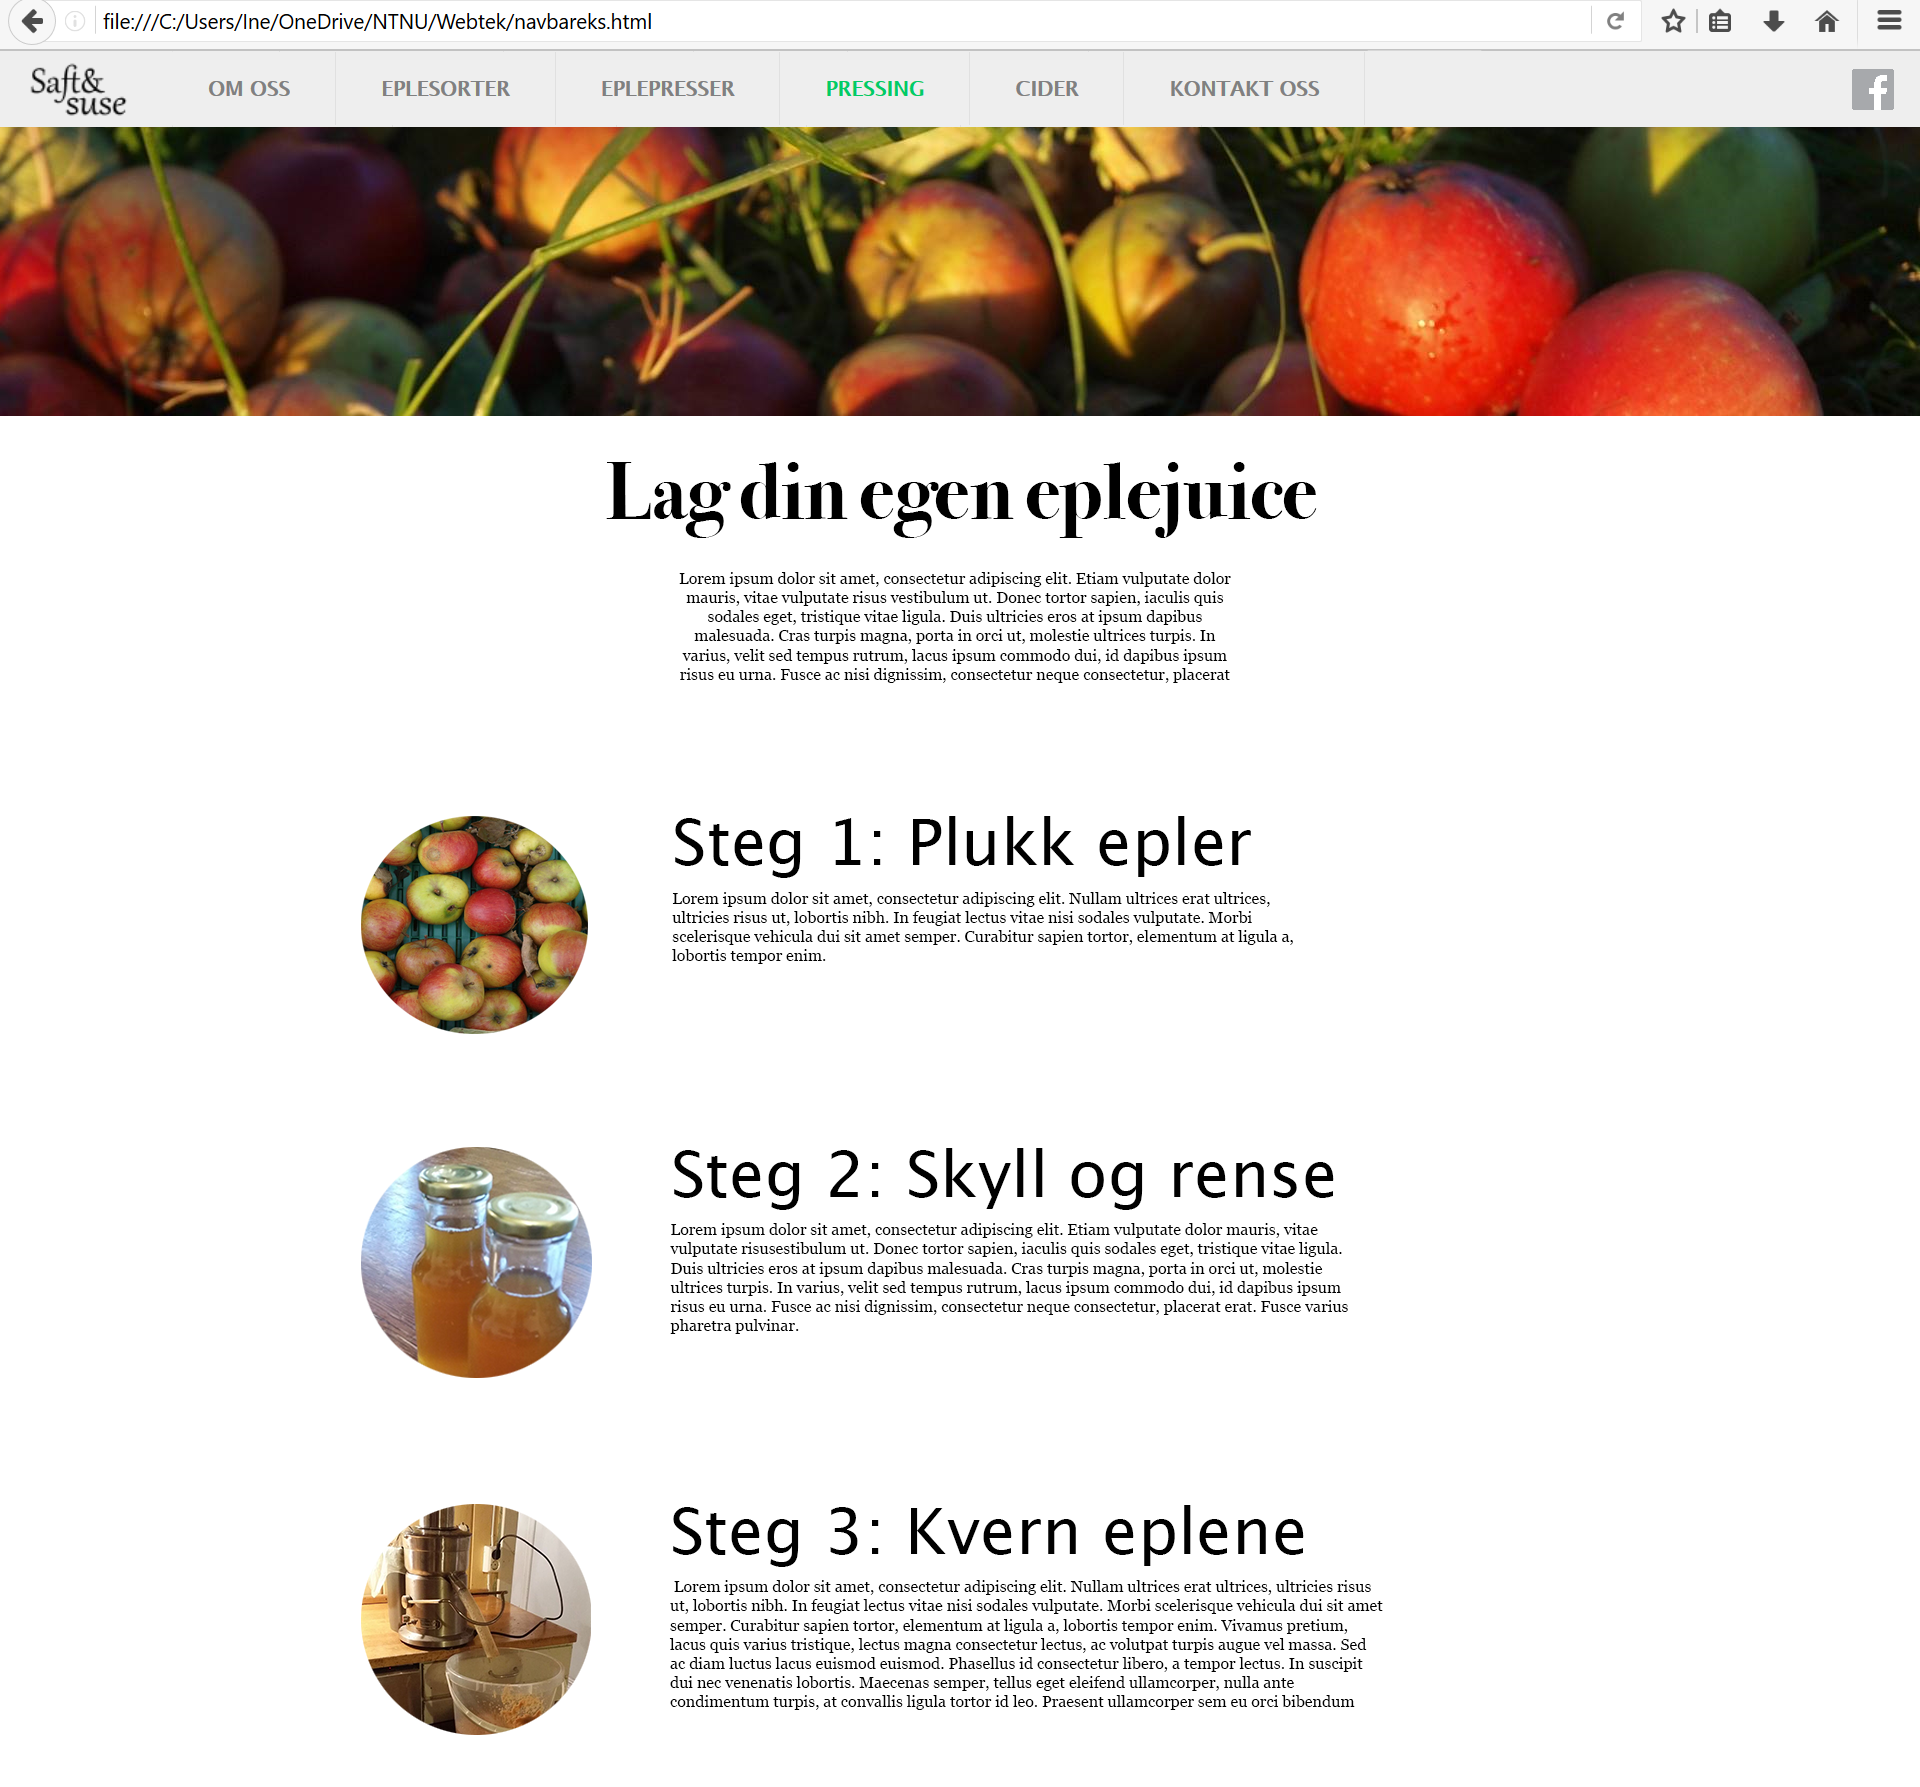 file:///C:/Users/Ine/OneDrive/NTNU/Webtek/navbareks.html
Saft&
suse
OM OSS
EPLESORTER
EPLEPRESSER
PRESSING
CIDER
KONTAKT OSS
f
Lag din egen eplejuice
Lorem ipsum dolor sit amet, consectetur adipiscing elit. Etiam vulputate dolor
mauris, vitae vulputate risus vestibulum ut. Donec tortor sapien, iaculis quis
sodales eget, tristique vitae ligula. Duis ultricies eros at ipsum dapibus
malesuada. Cras turpis magna, porta in orci ut, molestie ultrices turpis. In
varius, velit sed tempus rutrum, lacus ipsum commodo dui, id dapibus ipsum
risus eu urna. Fusce ac nisi dignissim, consectetur neque consectetur, placerat
Steg 1: Plukk epler
Lorem ipsum dolor sit amet, consectetur adipiscing elit. Nullam ultrices erat ultrices,
ultricies risus ut, lobortis nibh. In feugiat lectus vitae nisi sodales vulputate. Morbi
scelerisque vehicula dui sit amet semper. Curabitur sapien tortor, elementum at ligula a,
lobortis tempor enim.
Steg 2: Skyll og rense
Lorem ipsum dolor sit amet, consectetur adipiscing elit. Etiam vulputate dolor mauris, vitae
vulputate risusestibulum ut. Donec tortor sapien, iaculis quis sodales eget, tristique vitae ligula.
Duis ultricies eros at ipsum dapibus malesuada. Cras turpis magna, porta in orci ut, molestie
ultrices turpis. In varius, velit sed tempus rutrum, lacus ipsum commodo dui, id dapibus ipsum
risus eu urna. Fusce ac nisi dignissim, consectetur neque consectetur, placerat erat. Fusce varius
pharetra pulvinar.
Steg 3: Kvern eplene
Lorem ipsum dolor sit amet, consectetur adipiscing elit. Nullam ultrices erat ultrices, ultricies risus
ut, lobortis nibh. In feugiat lectus vitae nisi sodales vulputate. Morbi scelerisque vehicula dui sit amet
semper. Curabitur sapien tortor, elementum at ligula a, lobortis tempor enim. Vivamus pretium,
lacus quis varius tristique, lectus magna consectetur lectus, ac volutpat turpis augue vel massa. Sed
ac diam luctus lacus euismod euismod. Phasellus id consectetur libero, a tempor lectus. In suscipit
dui nec venenatis lobortis. Maecenas semper, tellus eget eleifend ullamcorper, nulla ante
condimentum turpis, at convallis ligula tortor id leo. Praesent ullamcorper sem eu orci bibendum